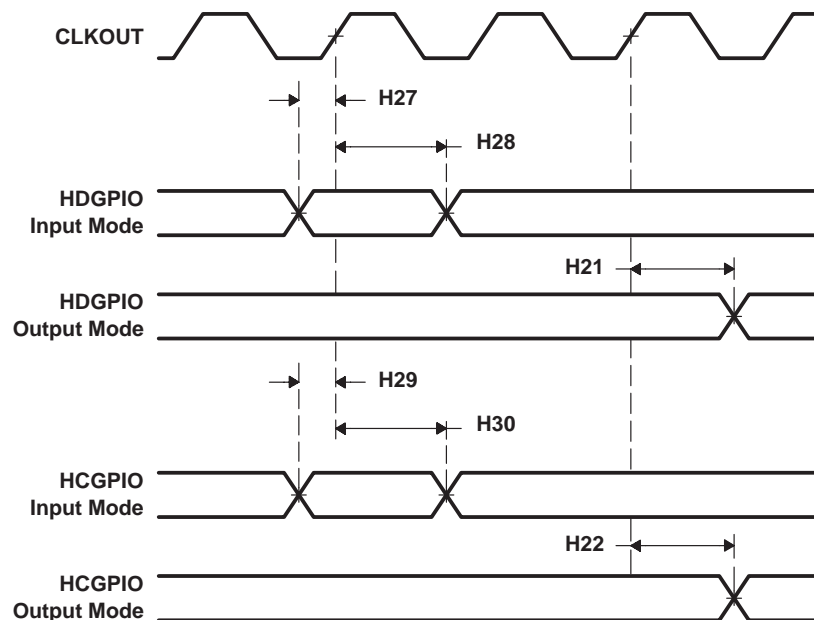 CLKOUT
H27
H28
HDGPIO
Input Mode
H21
HDGPIO
Output Mode
H29
H30
HCGPIO
Input Mode
H22
HCGPIO
Output Mode